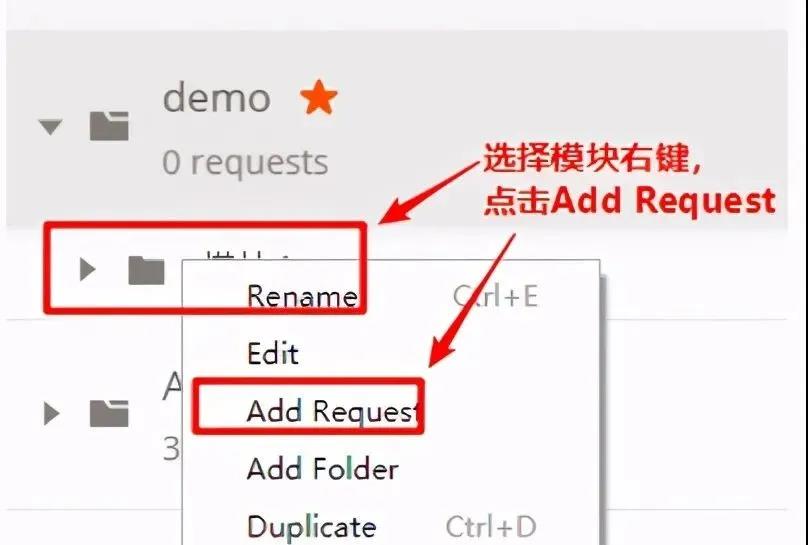 demo
0 requests
选择模块右键,
点击Add Request
Rename Ctrl+E
Edit
A
Add Request
3
Add Folder
Duplicate Ctrl+D